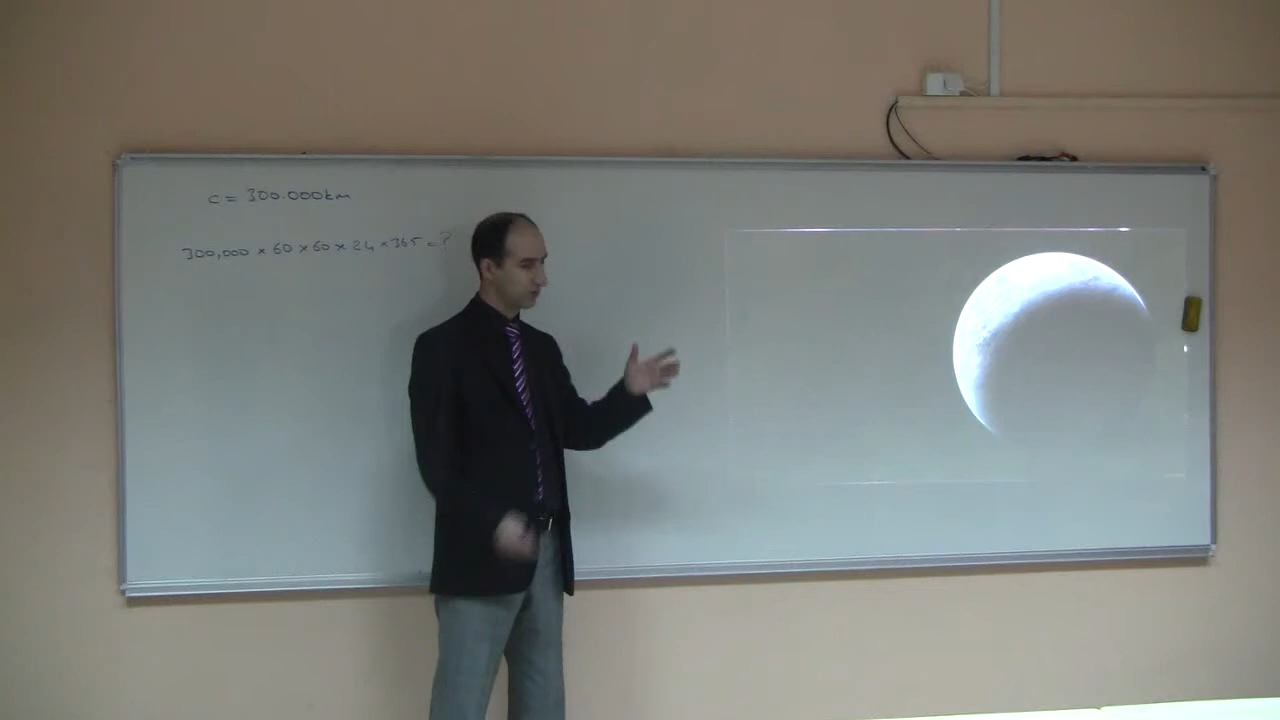 c = 300.000km
300,000 × 60 × 60 × 24 × 365 = ?